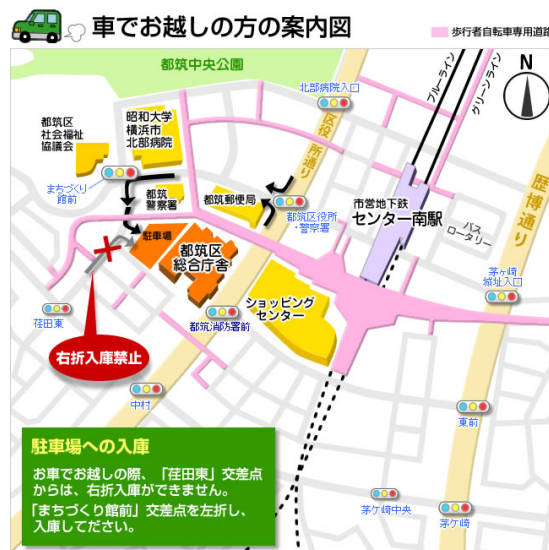 車でお越しの方の案内図
歩行者自転車専用道路
都筑中央公園
北部病院入口
ブルーライン
グリーンライン
N
昭和大学
横浜市
北部病院
都筑区
社会福祉
協議会
区役所通り
歴博通り
まちづくり
館前
都筑
警察署
都筑郵便局
都筑区役所
・警察署
市営地下鉄
センター南駅
バス
ロータリー
駐車場
都筑区
総合庁舎
茅ヶ崎
城址入口
荏田東
ショッピング
センター
都筑消防署前
右折入庫禁止
中村
東前
駐車場への入庫
お車でお越しの際、「荏田東」交差点
からは、右折入庫ができません。
「まちづくり館前」交差点を左折し、
入庫してださい。
茅ケ崎中央
茅ケ崎